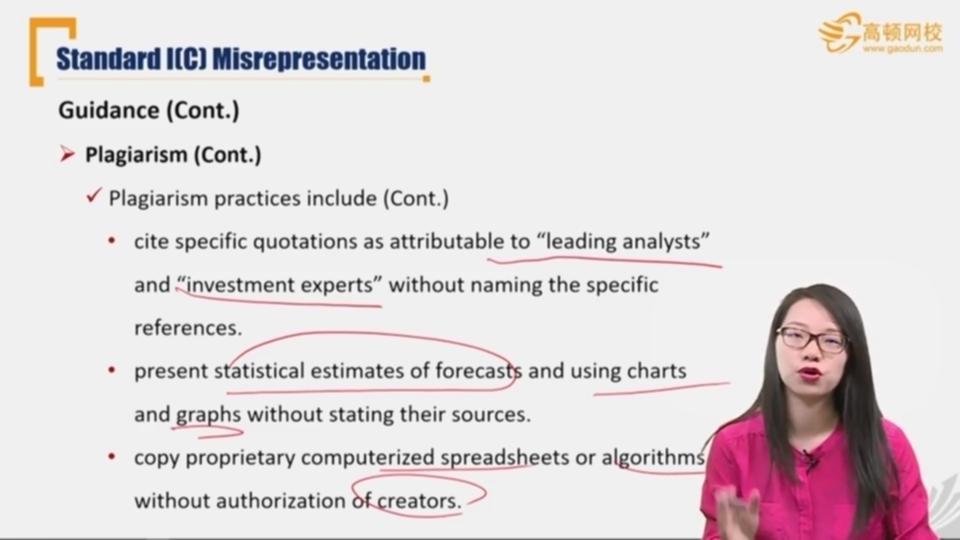 Standard I(C) Misrepresentation
高顿网校
www.gaodun.com
Guidance (Cont.)
Plagiarism (Cont.)
Plagiarism practices include (Cont.)
cite specific quotations as attributable to “leading analysts”
and “investment experts” without naming the specific
references.
present statistical estimates of forecasts and using charts
and graphs without stating their sources.
copy proprietary computerized spreadsheets or algorithms
without authorization of creators.